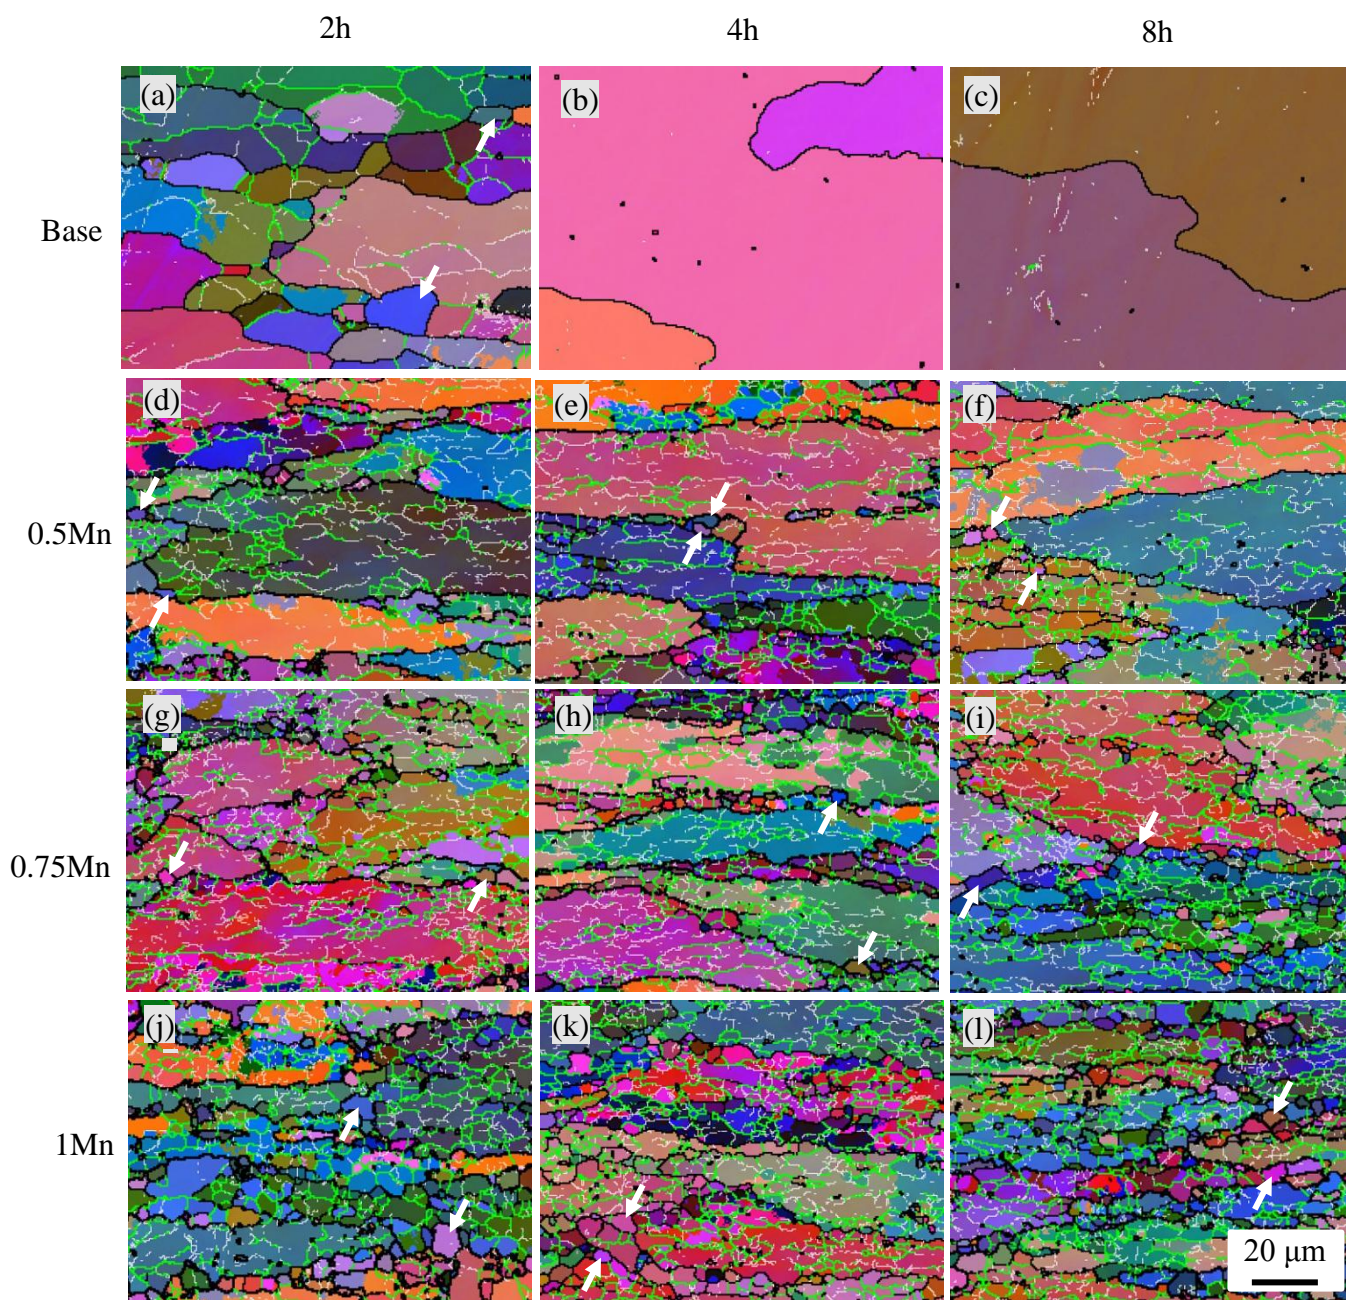 2h 4h 8h
(a) (b) (c)
Base
(d) (e) (f)
0.5Mn
(g) (h) (i)
0.75Mn
(j) (k) (l)
1Mn
20 μm